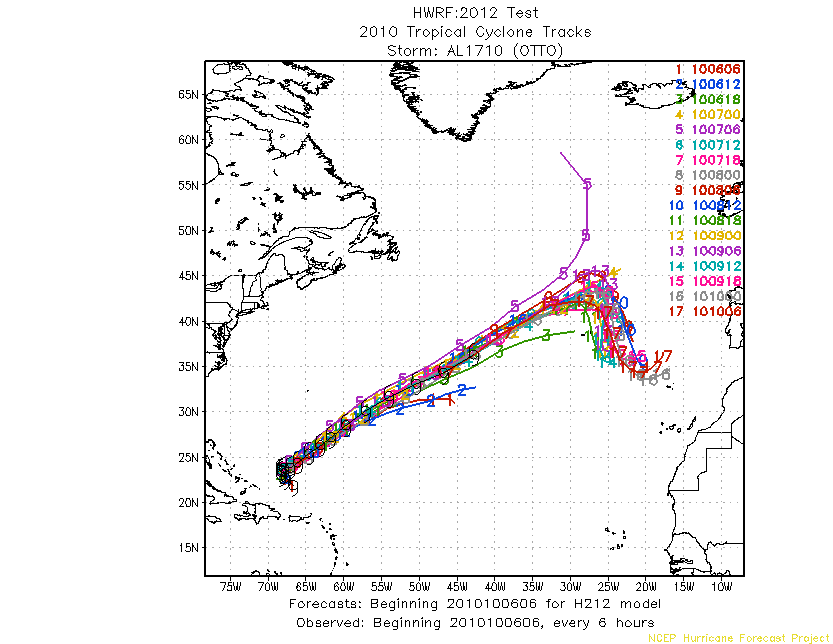 HWRF:2012 Test
2010 Tropical Cyclone Tracks
Storm: AL1710 (OTTO)
1 100606
2 100612
3 100618
4 100700
5 100706
6 100712
7 100718
8 100800
9 100806
10 100812
11 100818
12 100900
13 100906
14 100912
15 100918
16 101000
17 101006
65N
60N
55N
50N
45N
40N
35N
30N
25N
20N
15N
75W 70W 65W 60W 55W 50W 45W 40W 35W 30W 25W 20W 15W 10W
Forecasts: Beginning 2010100606 for H212 model
Observed: Beginning 2010100606, every 6 hours
NCEP Hurricane Forecast Project